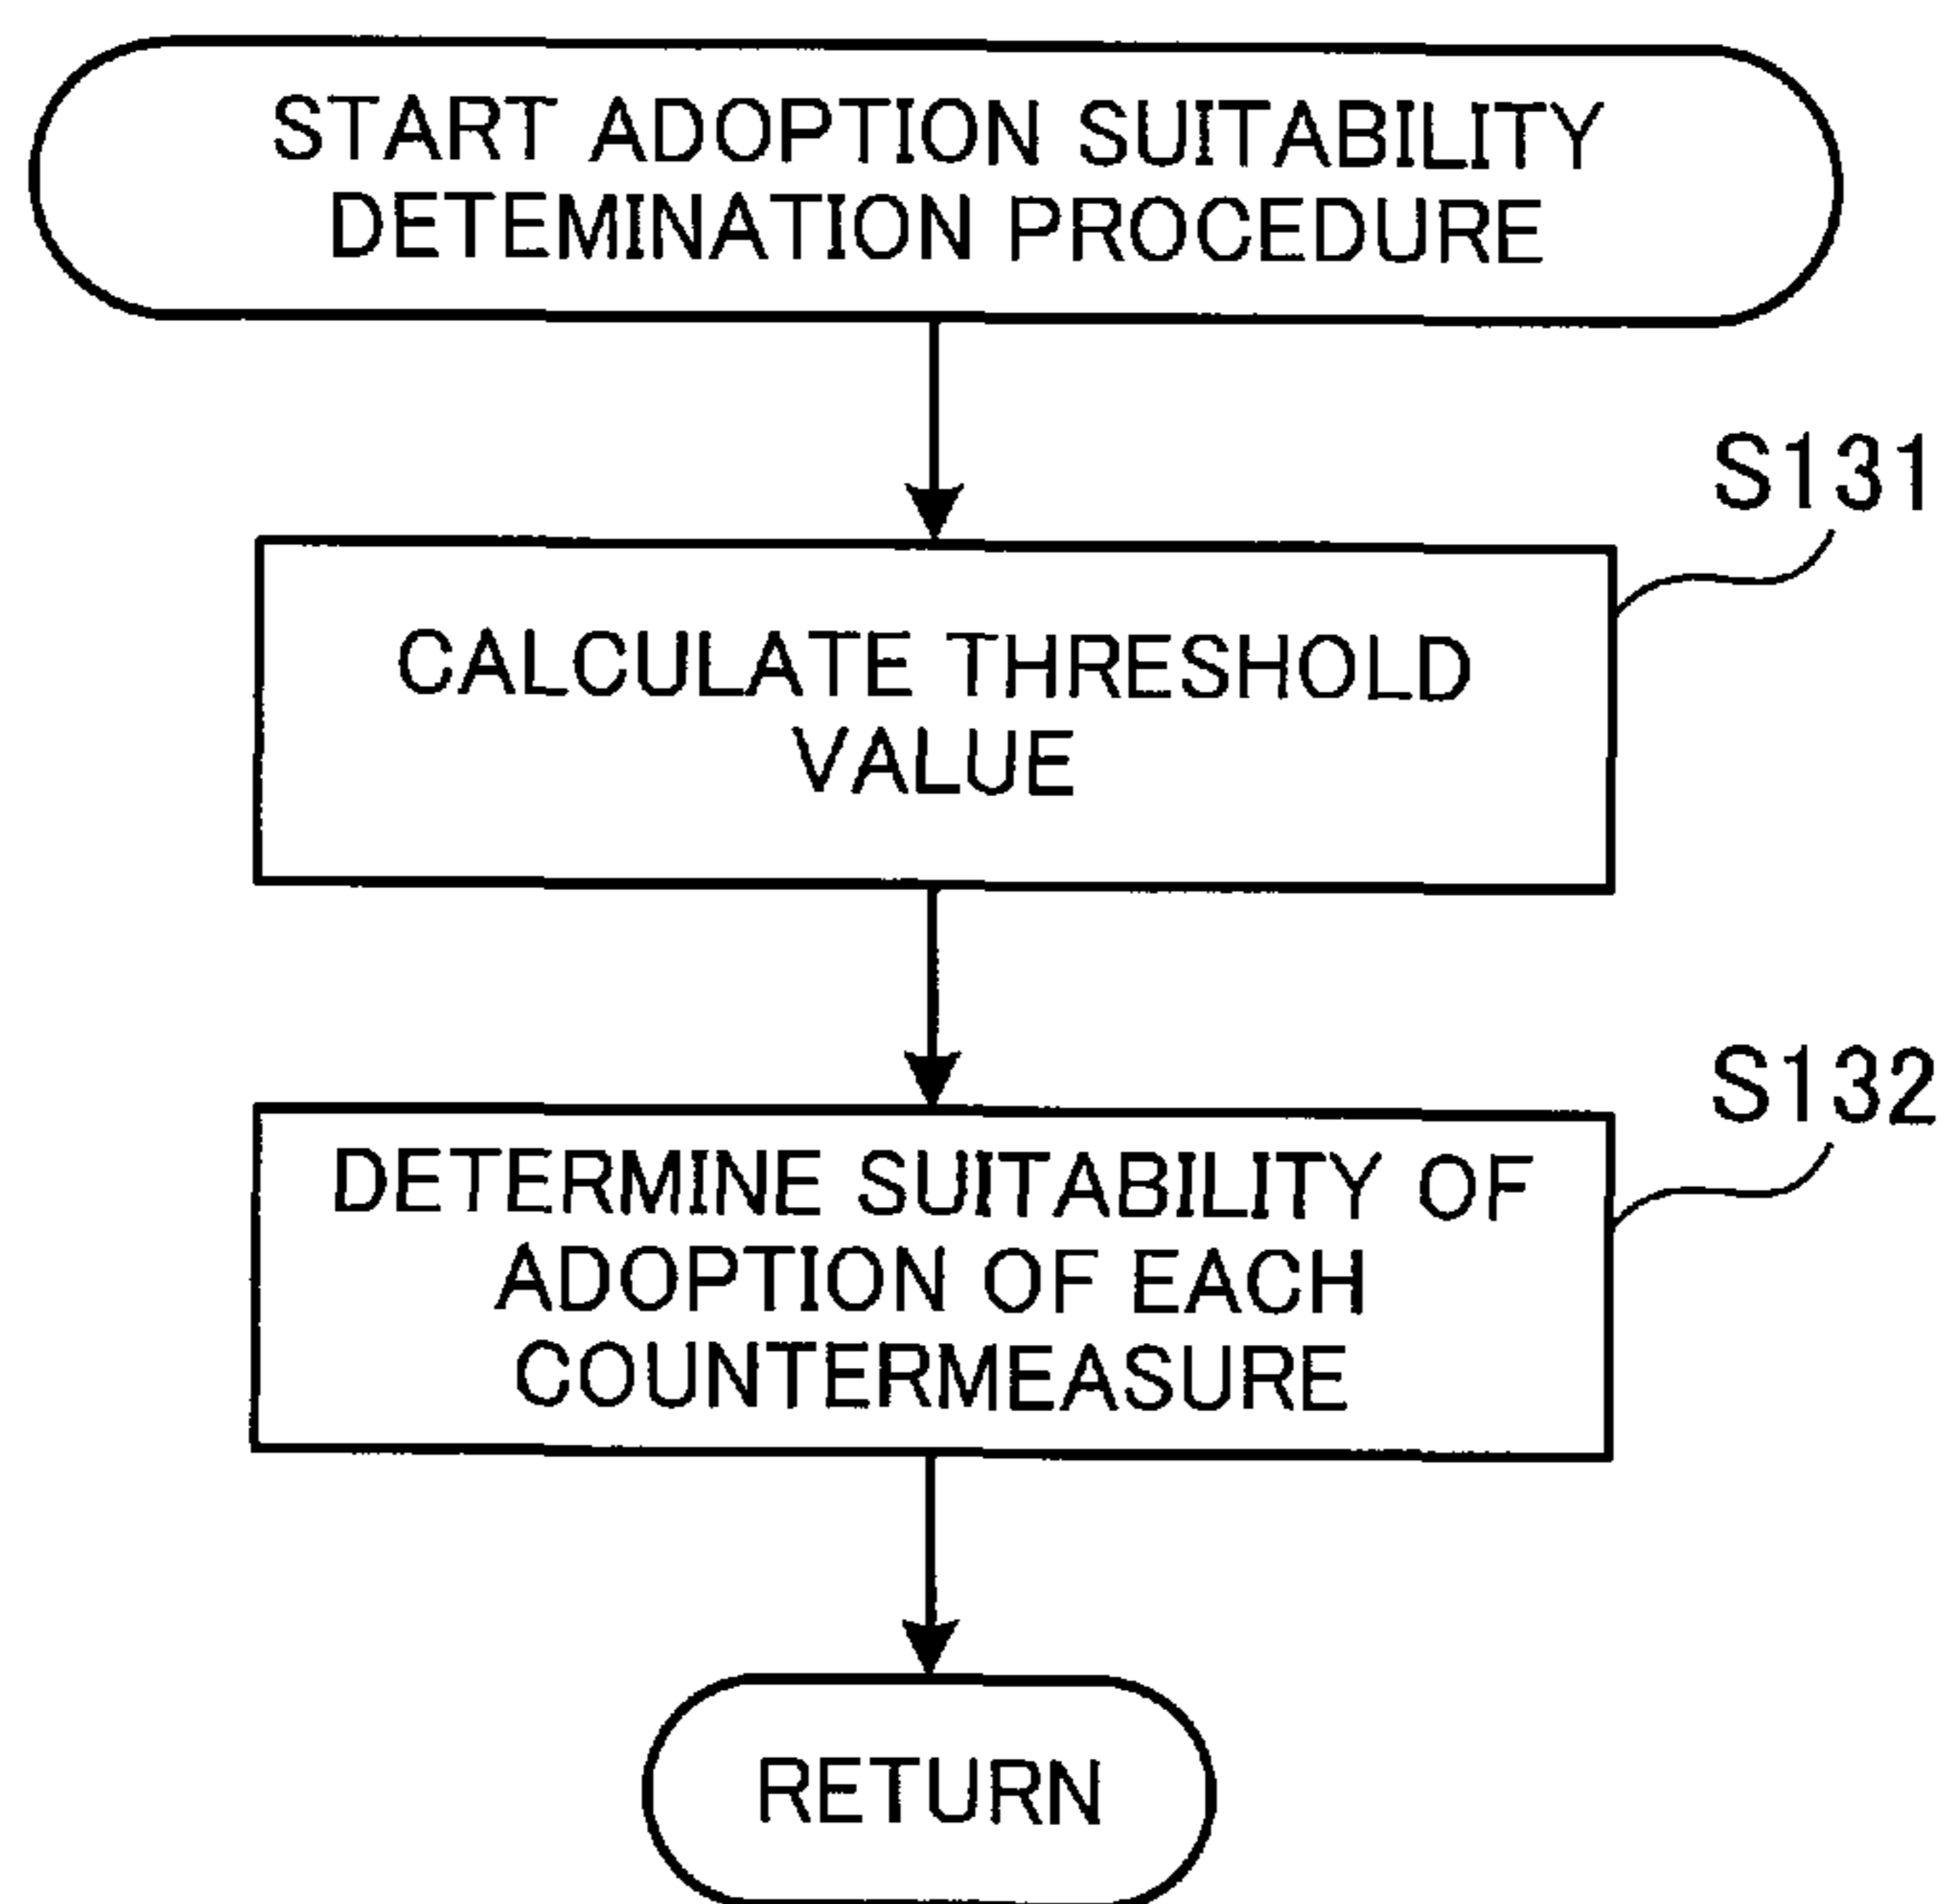 START ADOPTION SUITABILITY
DETEMINATION PROCEDURE
S131
CALCULATE THRESHOLD
VALUE
S132
DETERMINE SUITABILITY OF
ADOPTION OF EACH
COUNTERMEASURE
RETURN